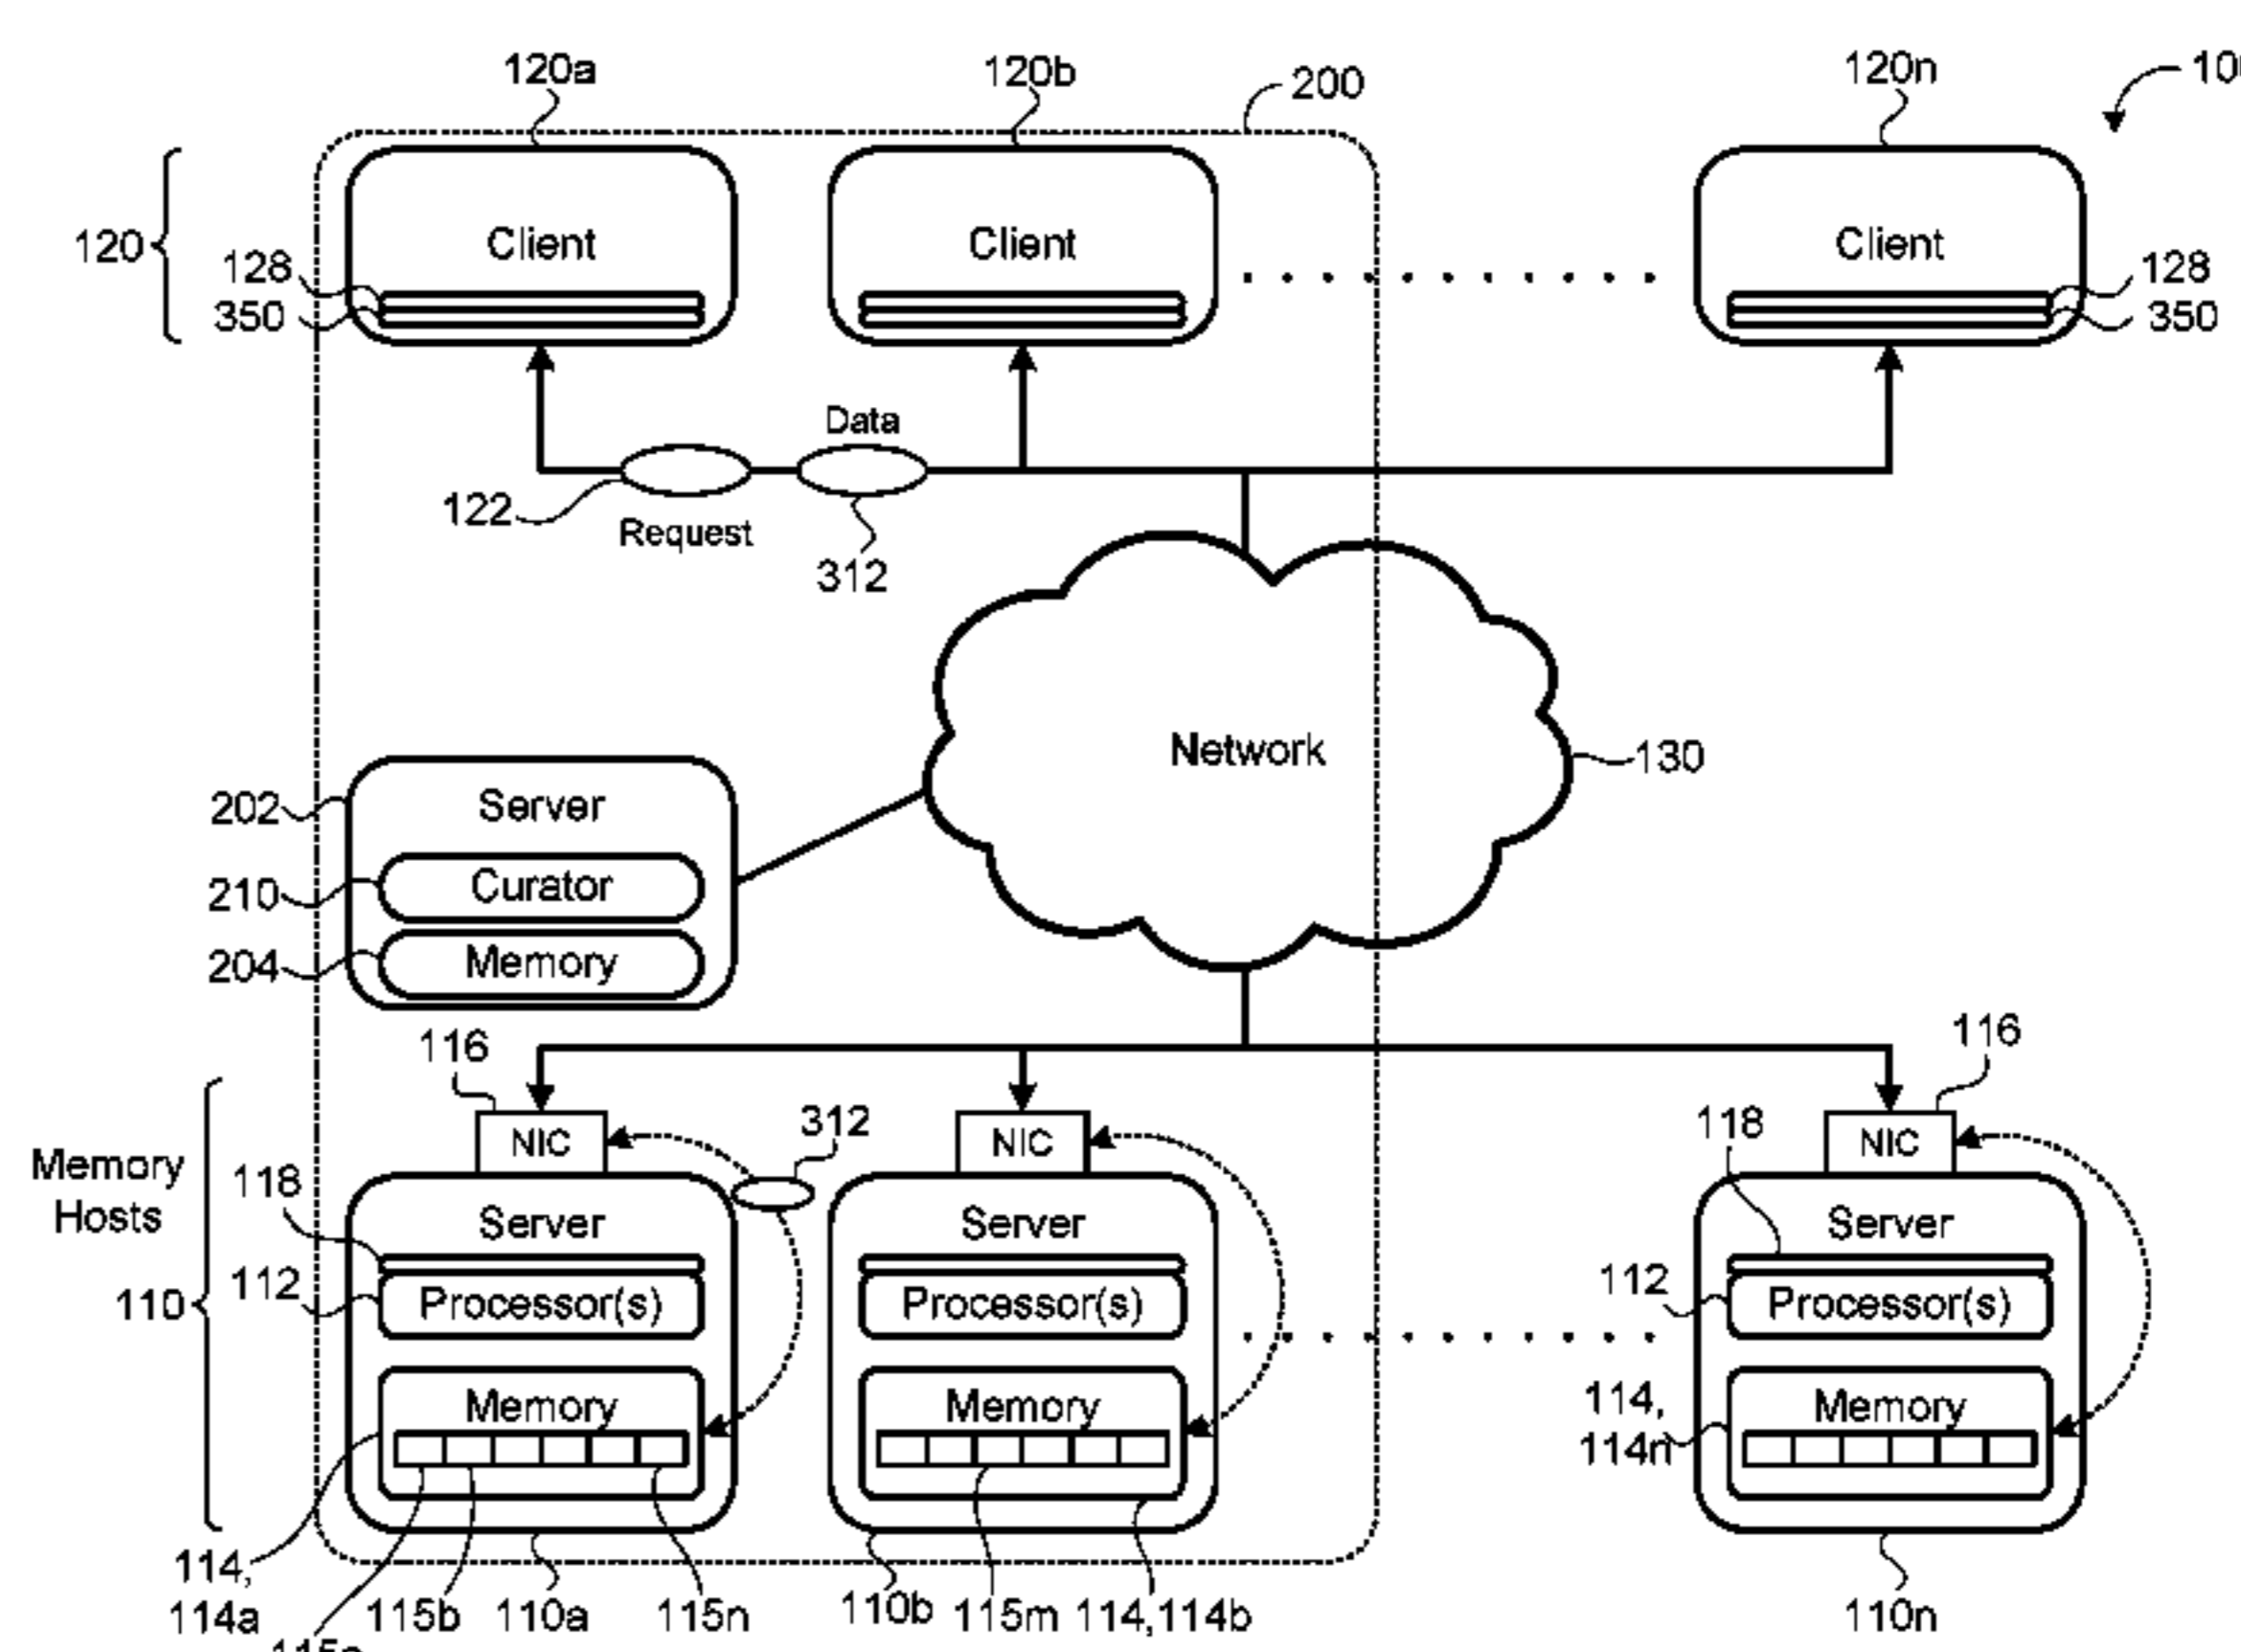 120a
120b
200
120n
120
Client
Client
Client
128
350
128
350
Data
122
Request
312
Network
130
202
Server
210
Curator
204
Memory
116
116
NIC
312
NIC
118
NIC
Memory
Hosts
118
Server
Server
Server
112
Processor(s)
Processor(s)
112
Processor(s)
110
Memory
Memory
114,
114n
Memory
114,
114a
115b
110a
115n
110b
115m
114,114b
110n